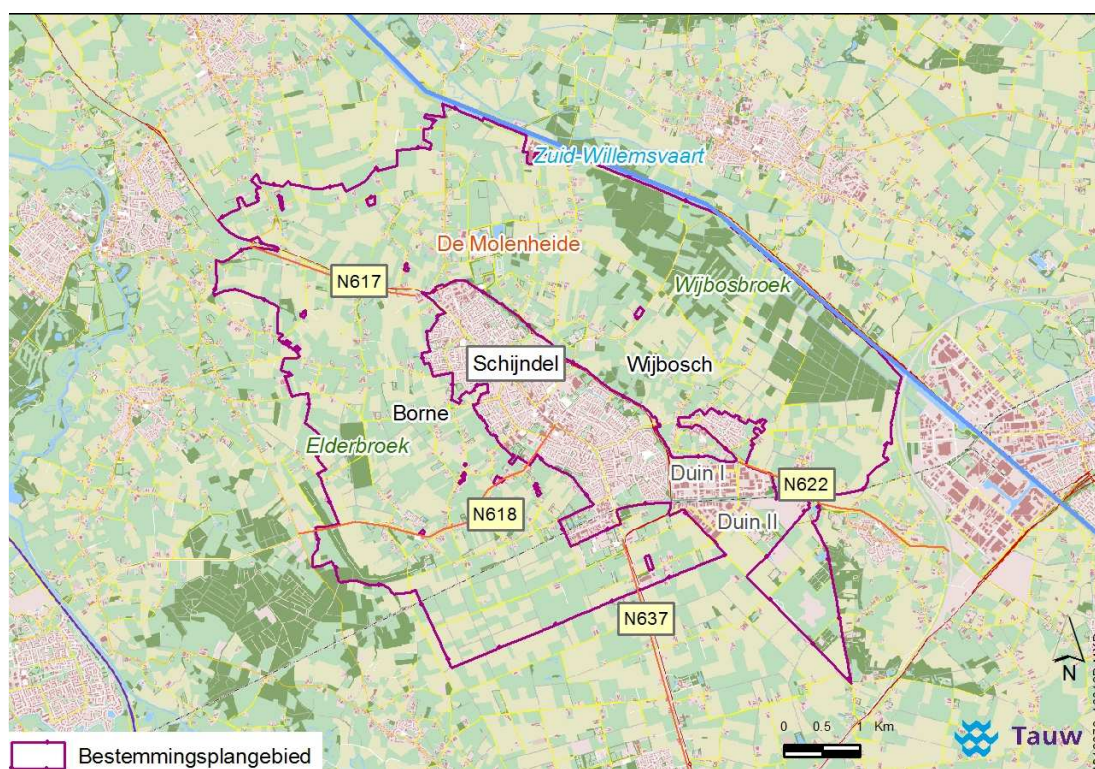 Zuid-Willemsvaart
De Molenheide
N617
Wijbosbroek
Schijndel
Wijbosch
Borne
Elderbroek
Duin I
N622
N618
Duin II
N637
N
0 0.5 1 Km
Tauw
Bestemmingsplangebied